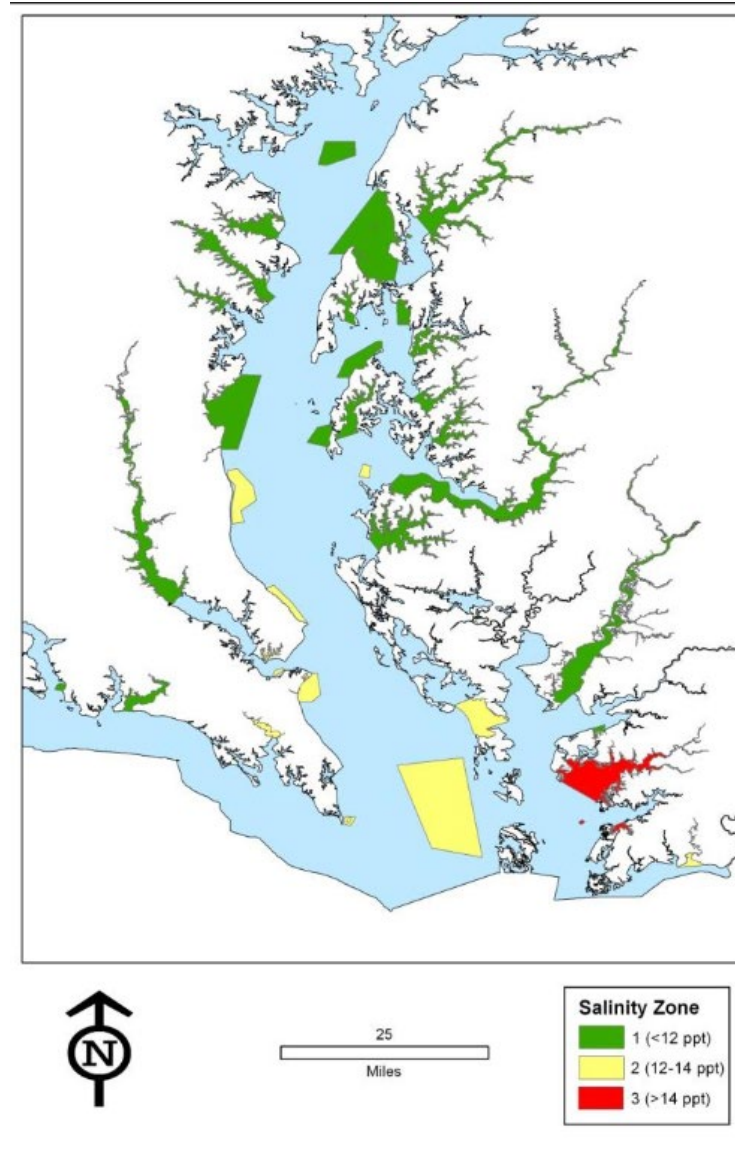 N
25
Miles
Salinity Zone
1 (<12 ppt)
2 (12-14 ppt)
3 (>14 ppt)